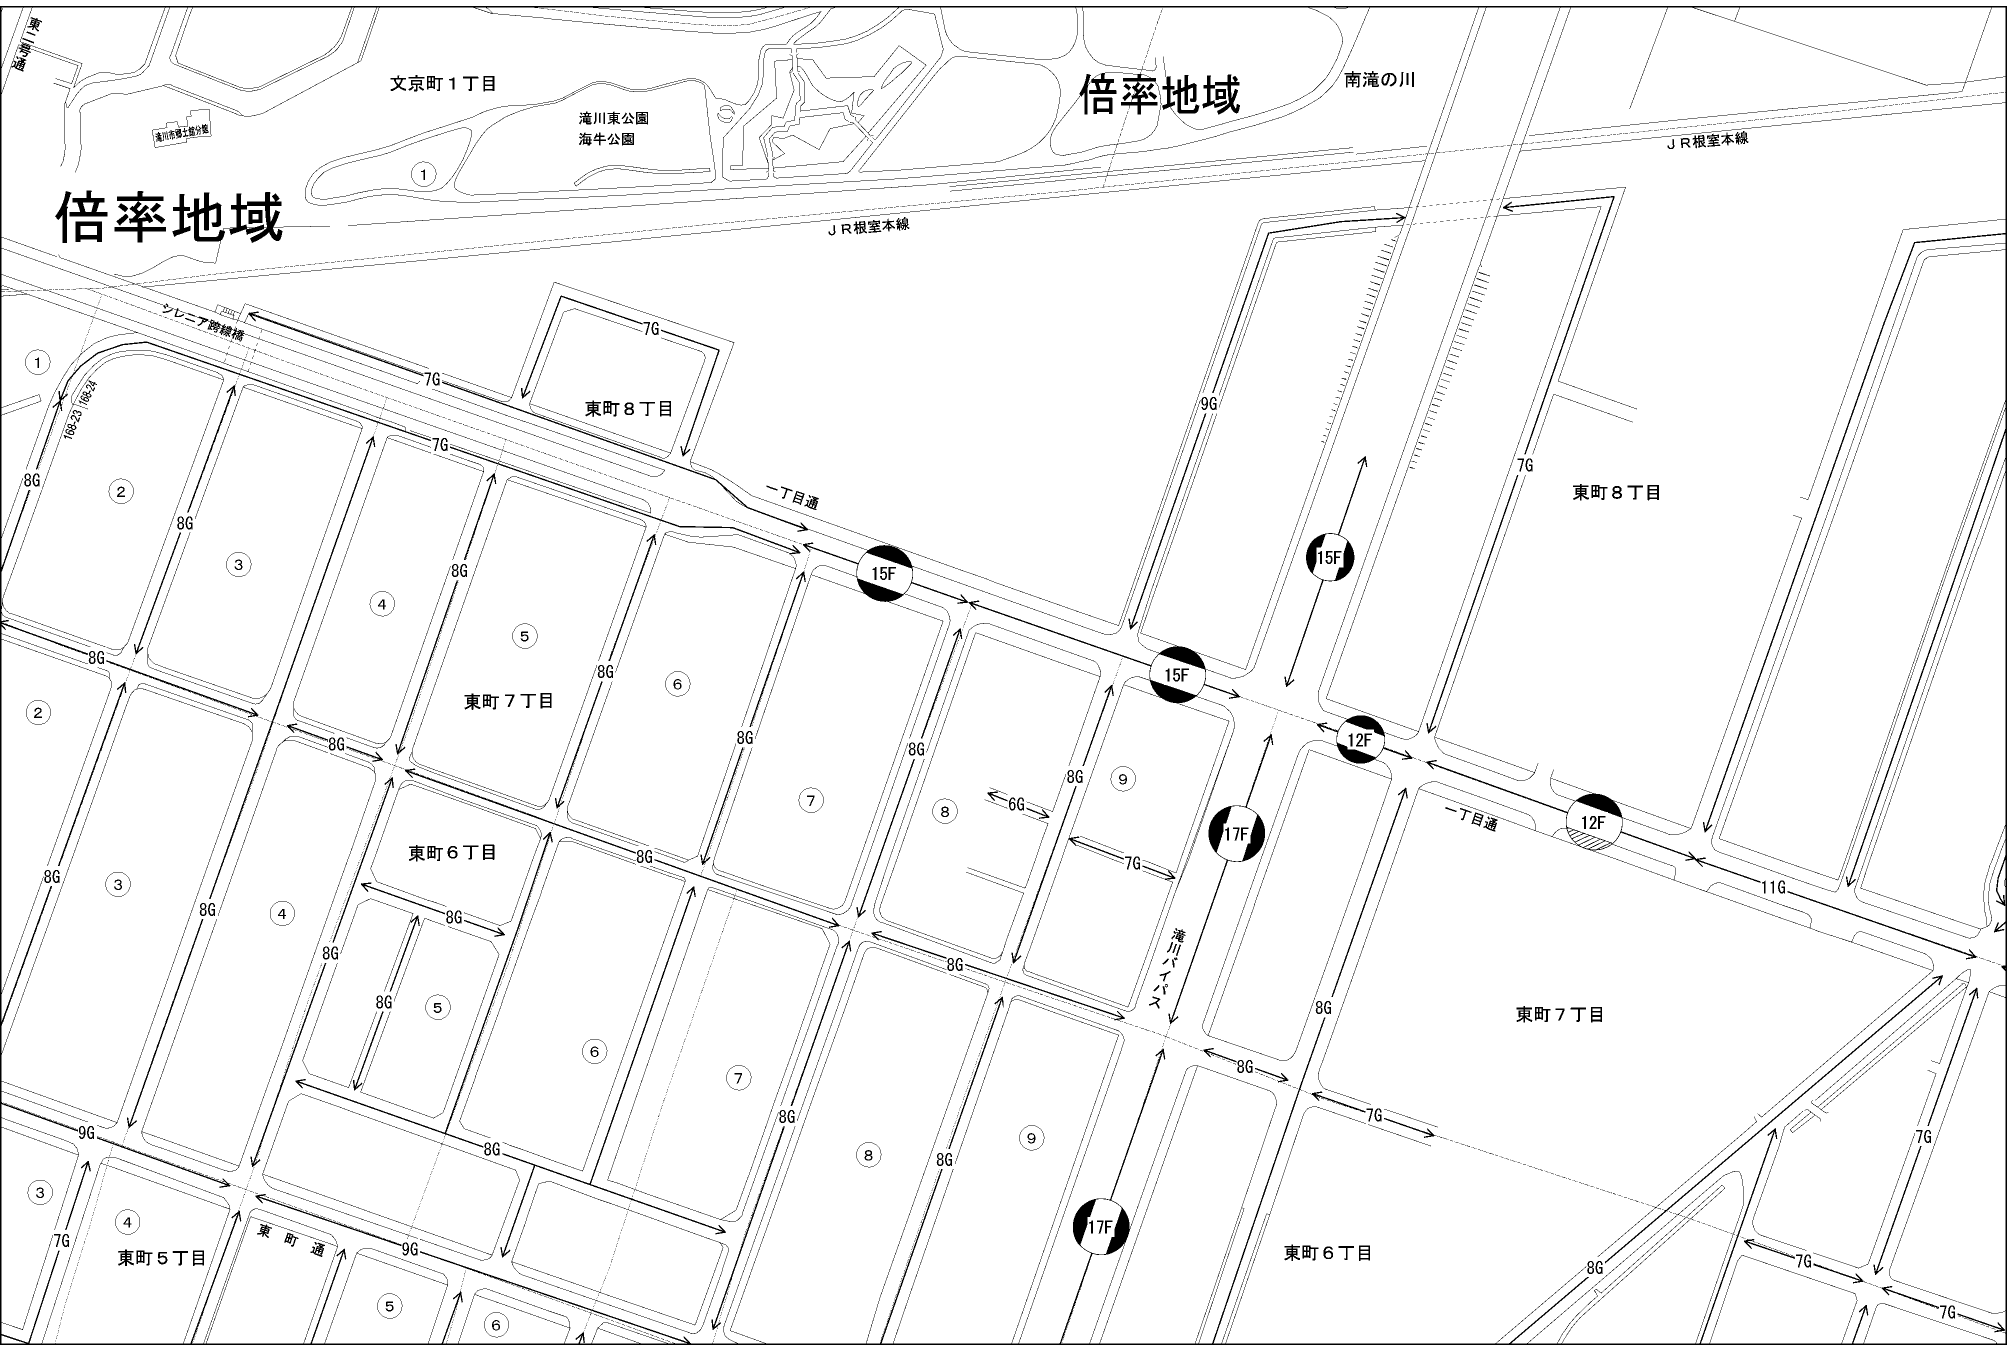 東二号通
文京町1丁目
滝川市郷土館分館
滝川東公園
海牛公園
①
倍率地域
南滝の川
JR根室本線
倍率地域
JR根室本線
シレニア跨線橋
7G
7G
東町8丁目
①
168-23
168-24
7G
9G
8G
②
8G
③
8G
④
⑤
8G
⑥
一丁目通
15F
15F
7G
東町8丁目
8G
②
8G
東町7丁目
8G
8G
⑦
8G
⑧
6G
8G
15F
⑨
7G
12F
12F
一丁目通
11G
17F
8G
③
8G
④
東町6丁目
8G
8G
8G
8G
⑤
⑥
⑦
8G
8G
滝川バイパス
8G
東町7丁目
8G
7G
7G
9G
8G
8G
⑧
8G
⑨
17F
③
7G
④
東町5丁目
東町通
9G
⑤
⑥
東町6丁目
8G
7G
7G